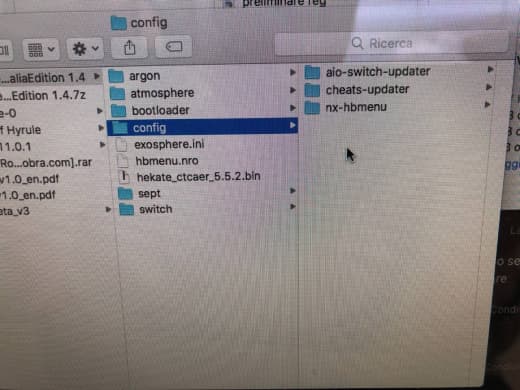 preliminare reg
config
Ricerca
...aliaEdition 1.4
e...Edition 1.4.7z
e-0
f Hyrule
11.0.1
Ro...obra.com].rar
v1.0_en.pdf
v1.0_en.pdf
eta_v3
argon
atmosphere
bootloader
config
exosphere.ini
hbmenu.nro
hekate_ctcaer_5.5.2.bin
sept
switch
aio-switch-updater
cheats-updater
nx-hbmenu